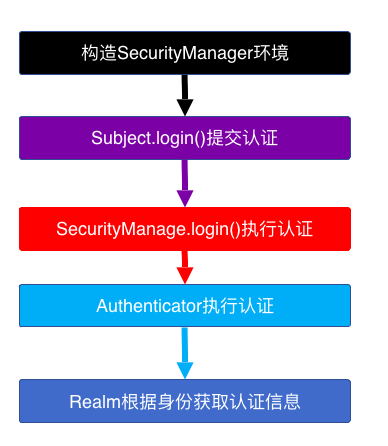 构造SecurityManager环境
Subject.login()提交认证
SecurityManage.login()执行认证
Authenticator执行认证
Realm根据身份获取认证信息